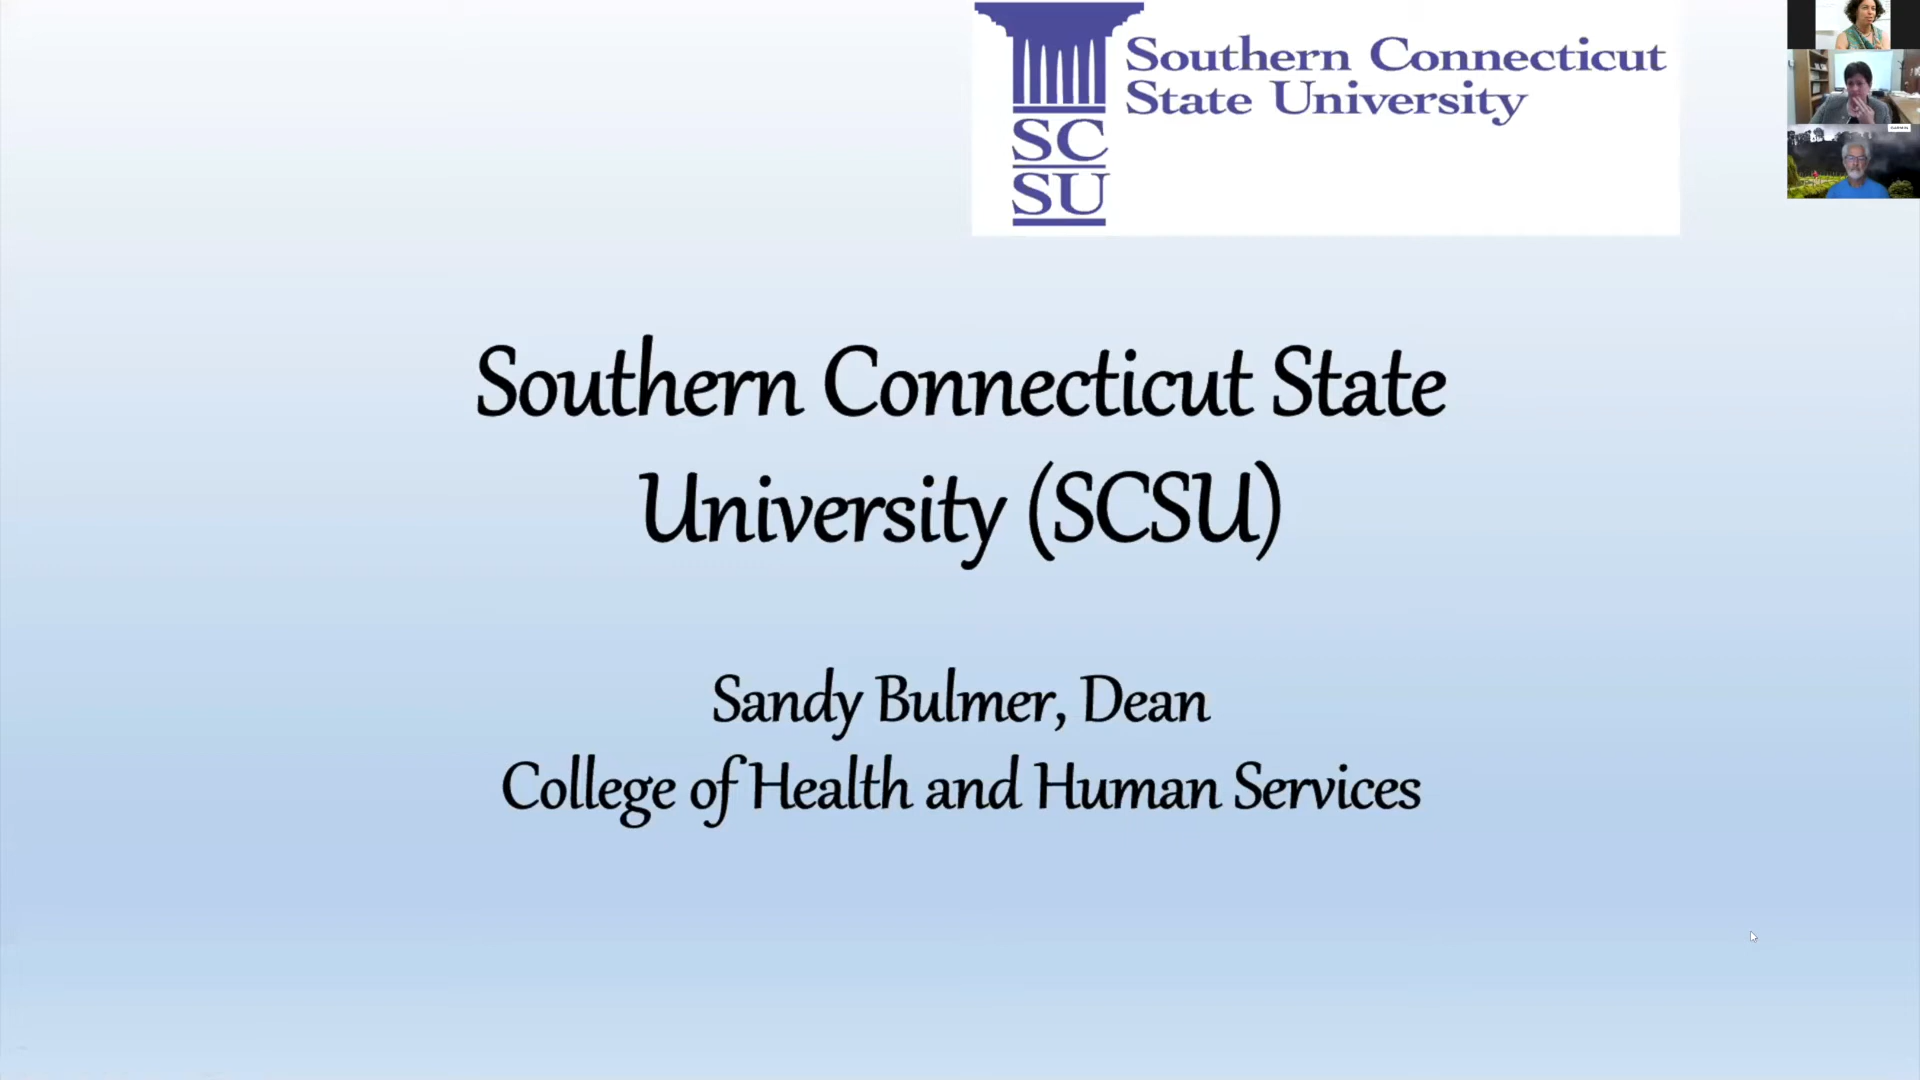 Southern Connecticut
State University
SC
SU
Southern Connecticut State
University (SCSU)
Sandy Bulmer, Dean
College of Health and Human Services